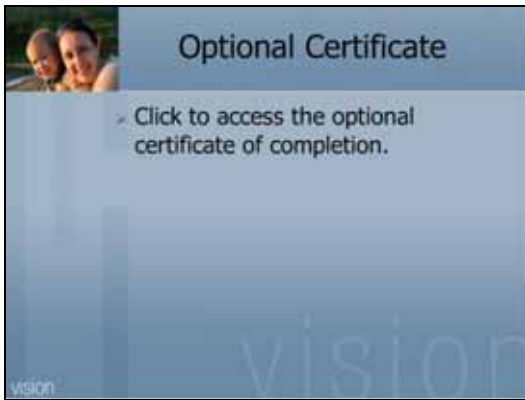 Optional Certificate
Click to access the optional
certificate of completion.
vision
vision